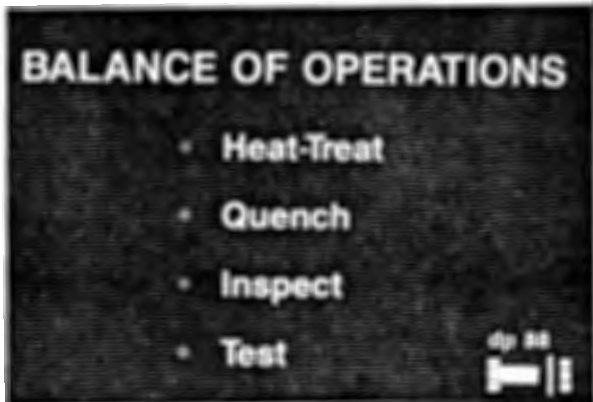 BALANCE OF OPERATIONS
• Heat-Treat
• Quench
• Inspect
• Test